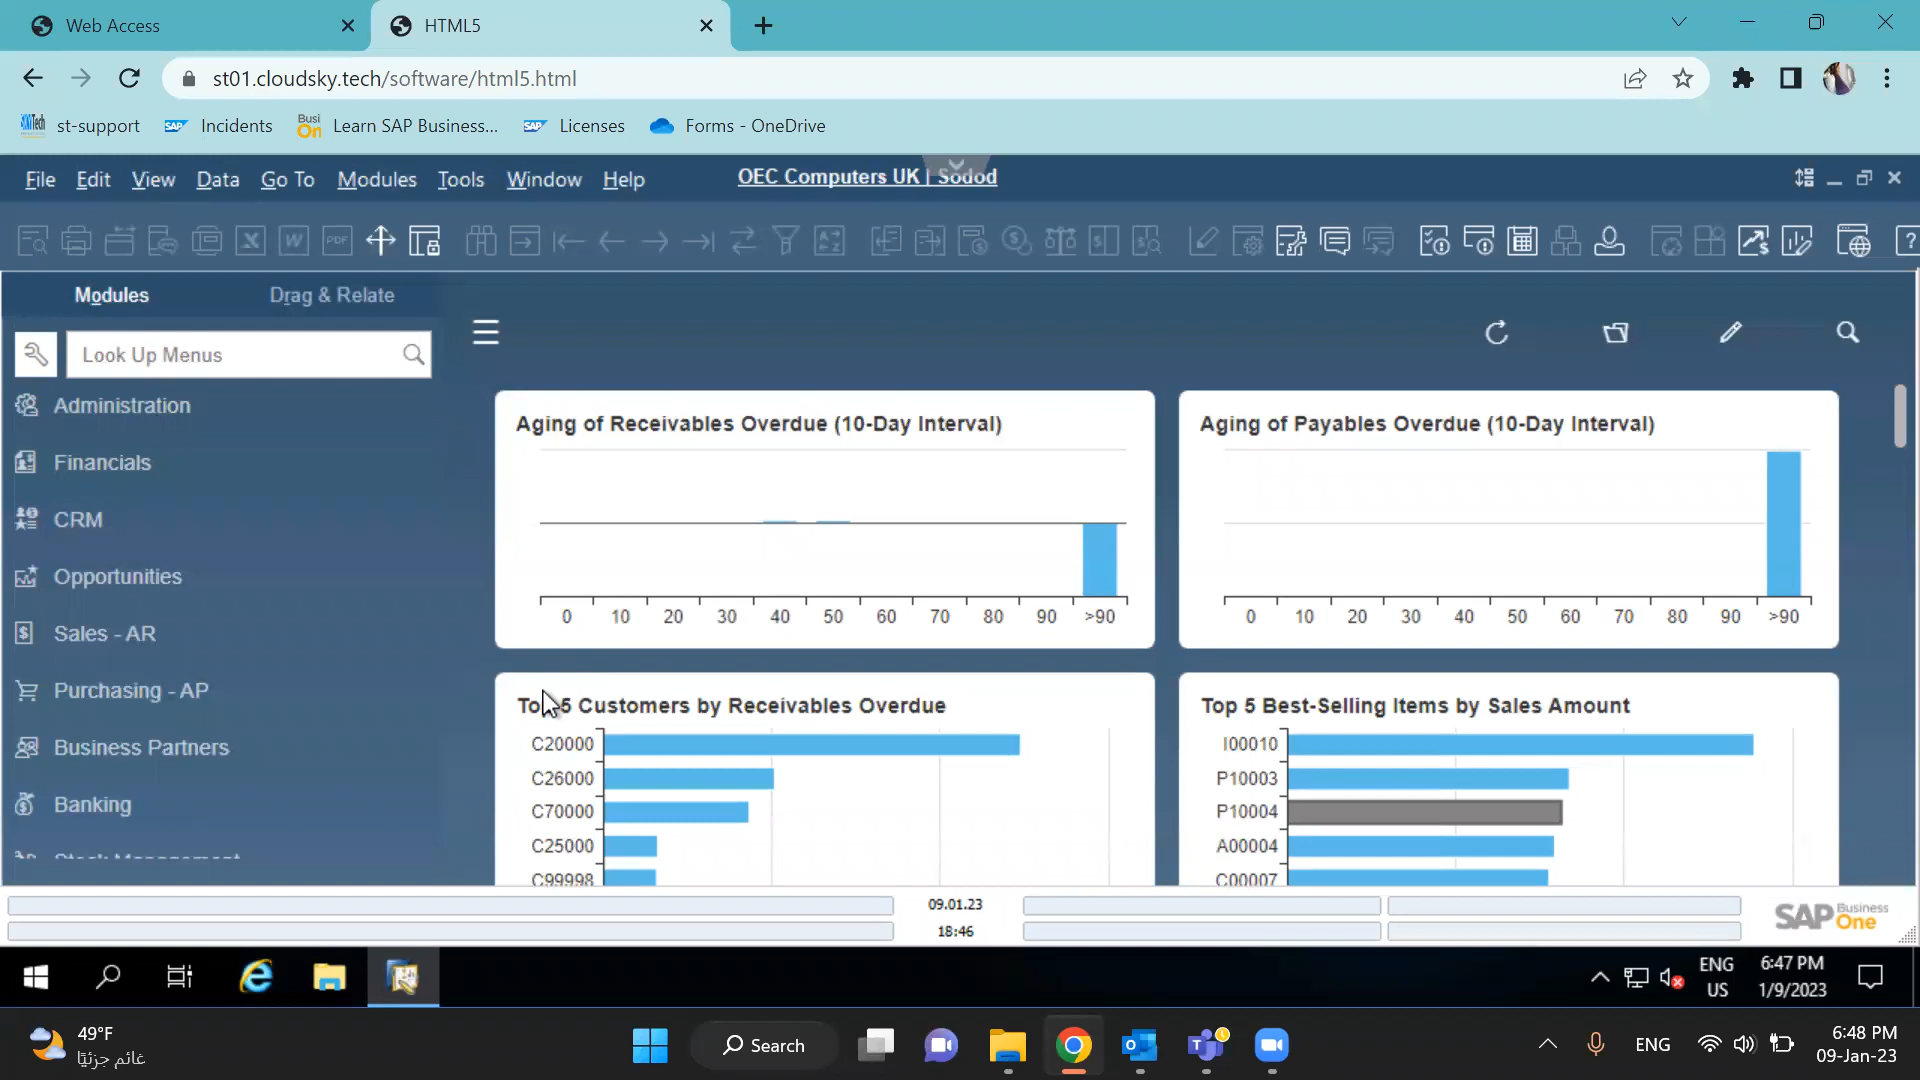 Web Access
HTML5
st01.cloudsky.tech/software/html5.html
st-support
SAP
Incidents
Busi On
Learn SAP Business...
SAP
Licenses
Forms - OneDrive
File Edit View Data Go To Modules Tools Window Help
OEC Computers UK | Sodod
Modules
Drag & Relate
Look Up Menus
Administration
Financials
CRM
Opportunities
Sales - AR
Purchasing - AP
Business Partners
Banking
Aging of Receivables Overdue (10-Day Interval)
0 10 20 30 40 50 60 70 80 90 >90
Aging of Payables Overdue (10-Day Interval)
0 10 20 30 40 50 60 70 80 90 >90
Top 5 Customers by Receivables Overdue
C20000
C26000
C70000
C25000
C99998
Top 5 Best-Selling Items by Sales Amount
I00010
P10003
P10004
A00004
C00007
09.01.23
18:46
SAP Business One
ENG
US
6:47 PM
1/9/2023
49°F
غائم جزئيًا
Search
ENG
6:48 PM
09-Jan-23